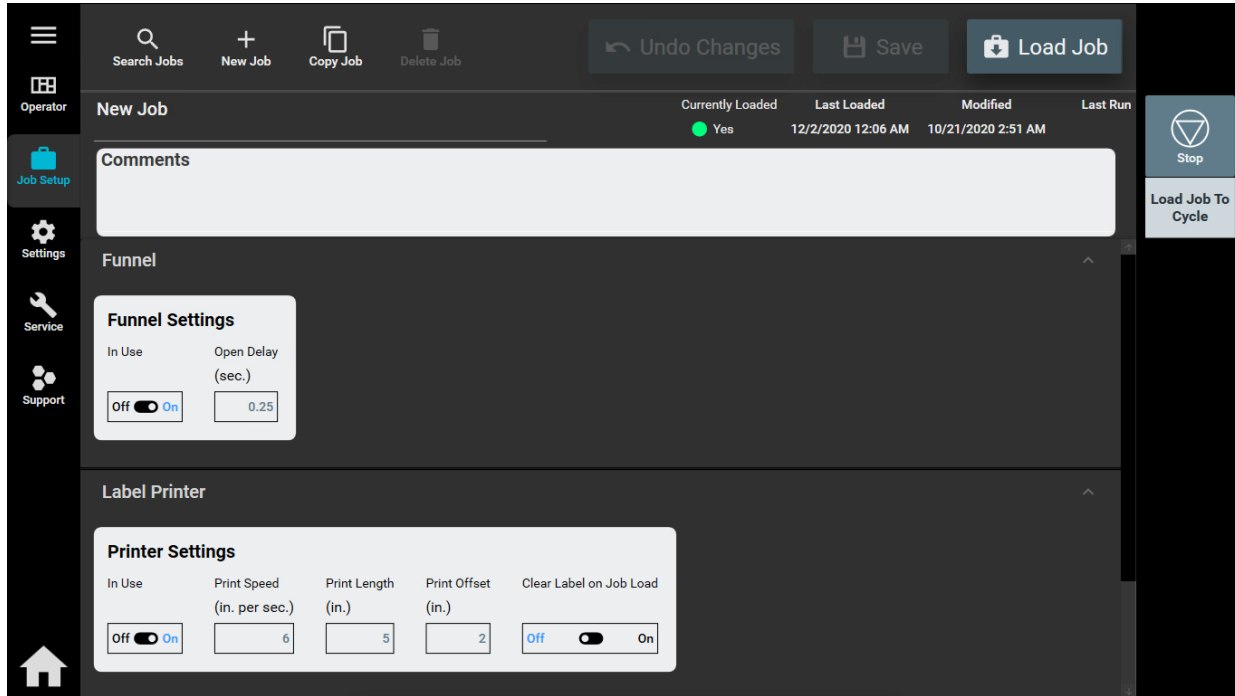 Search Jobs
New Job
Copy Job
Delete Job
Undo Changes
Save
Load Job
Operator
New Job
Currently Loaded
Last Loaded
Modified
Last Run
Yes
12/2/2020 12:06 AM
10/21/2020 2:51 AM
Stop
Load Job To
Cycle
Job Setup
Comments
Settings
Funnel
Funnel Settings
In Use
Open Delay
(sec.)
Off On
0.25
Service
Support
Label Printer
Printer Settings
In Use
Print Speed
Print Length
Print Offset
Clear Label on Job Load
(in. per sec.)
(in.)
(in.)
Off On
6
5
2
Off On